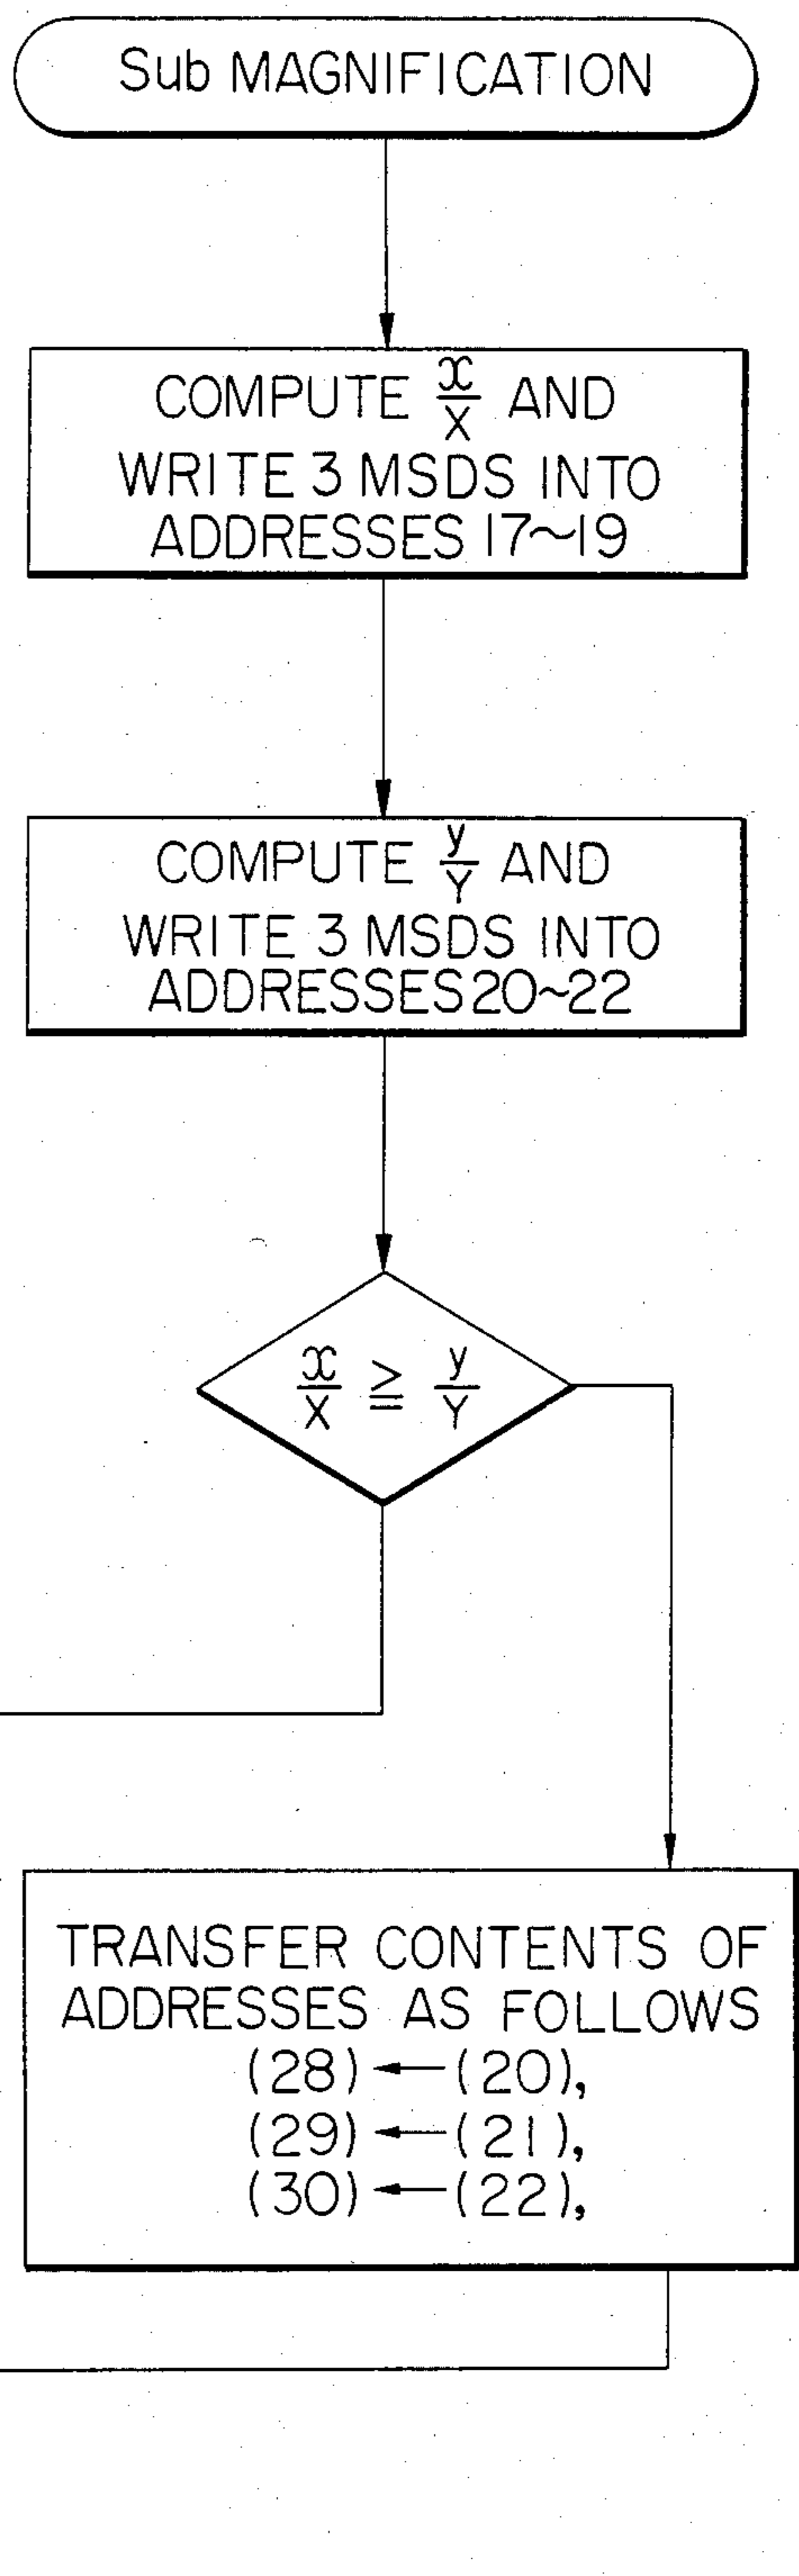 Sub MAGNIFICATION
COMPUTE x/X AND
WRITE 3 MSDS INTO
ADDRESSES 17~19
COMPUTE y/Y AND
WRITE 3 MSDS INTO
ADDRESSES 20~22
x/X ≧ y/Y
TRANSFER CONTENTS OF
ADDRESSES AS FOLLOWS
(28)←(20),
(29)←(21),
(30)←(22),